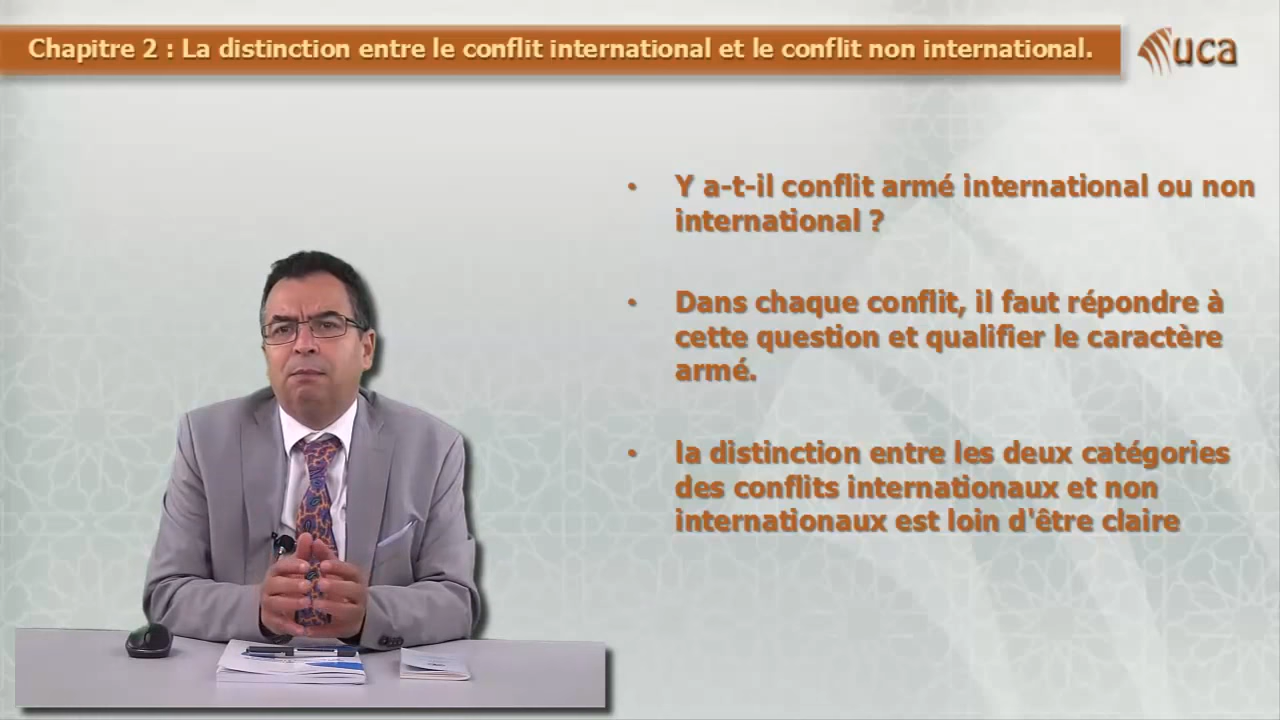 Chapitre 2 : La distinction entre le conflit international et le conflit non international.
uca
• Y a-t-il conflit armé international ou non
international ?
• Dans chaque conflit, il faut répondre à
cette question et qualifier le caractère
armé.
• la distinction entre les deux catégories
des conflits internationaux et non
internationaux est loin d'être claire